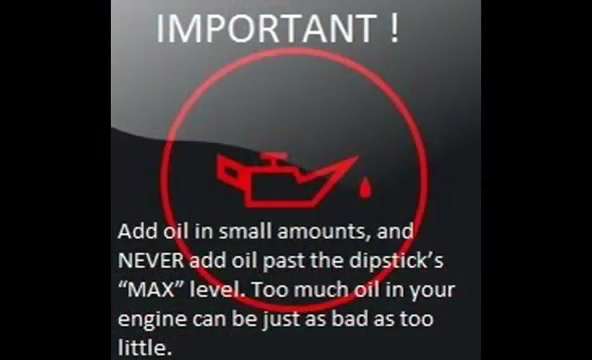 IMPORTANT !
Add oil in small amounts, and
NEVER add oil past the dipstick’s
“MAX” level. Too much oil in your
engine can be just as bad as too
little.